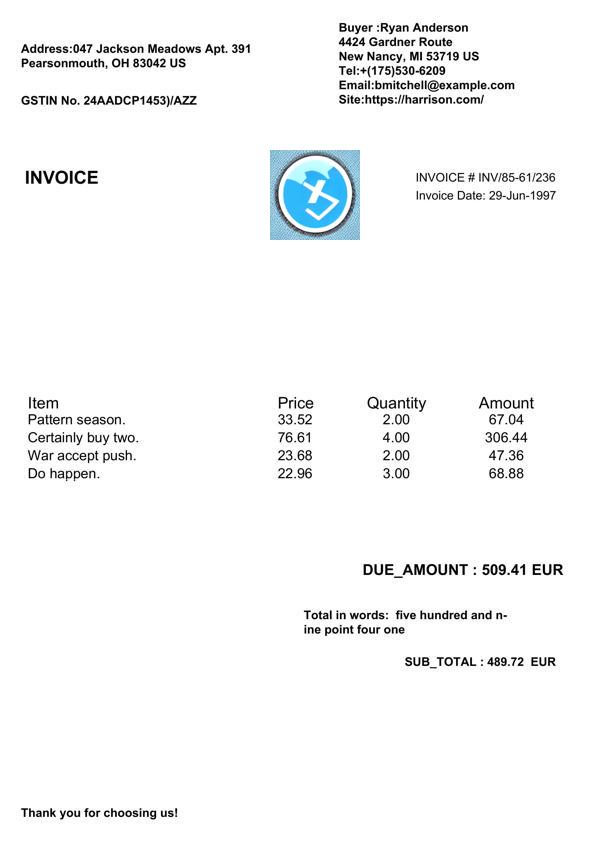 Address:047 Jackson Meadows Apt. 391
Pearsonmouth, OH 83042 US
GSTIN No. 24AADCP1453)/AZZ
Buyer :Ryan Anderson
4424 Gardner Route
New Nancy, MI 53719 US
Tel:+(175)530-6209
Email:bmitchell@example.com
Site:https://harrison.com/
INVOICE
INVOICE # INV/85-61/236
Invoice Date: 29-Jun-1997
Item Price Quantity Amount
Pattern season. 33.52 2.00 67.04
Certainly buy two. 76.61 4.00 306.44
War accept push. 23.68 2.00 47.36
Do happen. 22.96 3.00 68.88
DUE_AMOUNT : 509.41 EUR
Total in words:  five hundred and n-
ine point four one
SUB_TOTAL : 489.72  EUR
Thank you for choosing us!